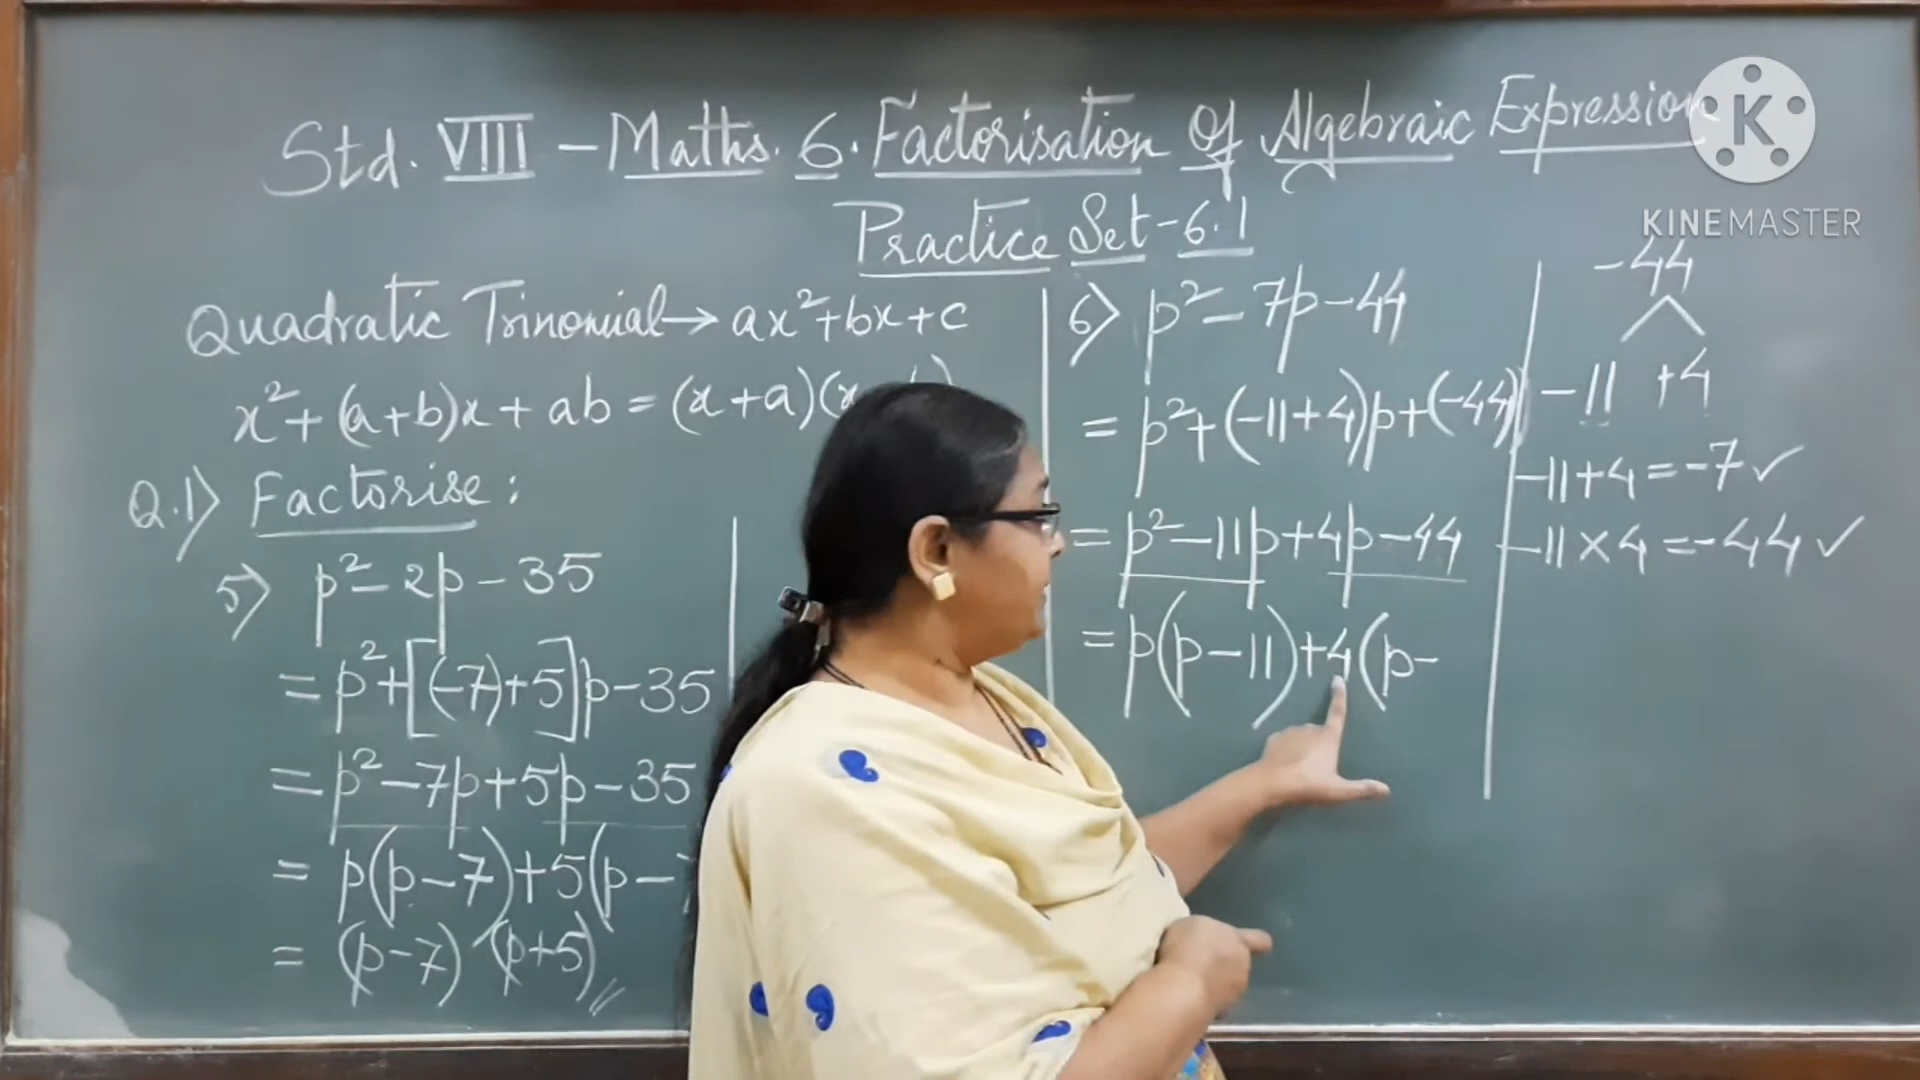 Std. VIII - Maths. 6. Factorisation Of Algebraic Expression
KINEMASTER
Practice Set - 6.1
Quadratic Trinomial → ax²+bx+c
x²+(a+b)x+ab=(x+a)(x
Q.1) Factorise:
5) p²-2p-35
=p²+[(-7)+5]p-35
=p²-7p+5p-35
=p(p-7)+5(p-
=(p-7)(p+5)
6) p²-7p-44
=p²+(-11+4)p+(-44)
=p²-11p+4p-44
=p(p-11)+4(p-
-44
-11 +4
-11+4=-7✓
-11×4=-44✓